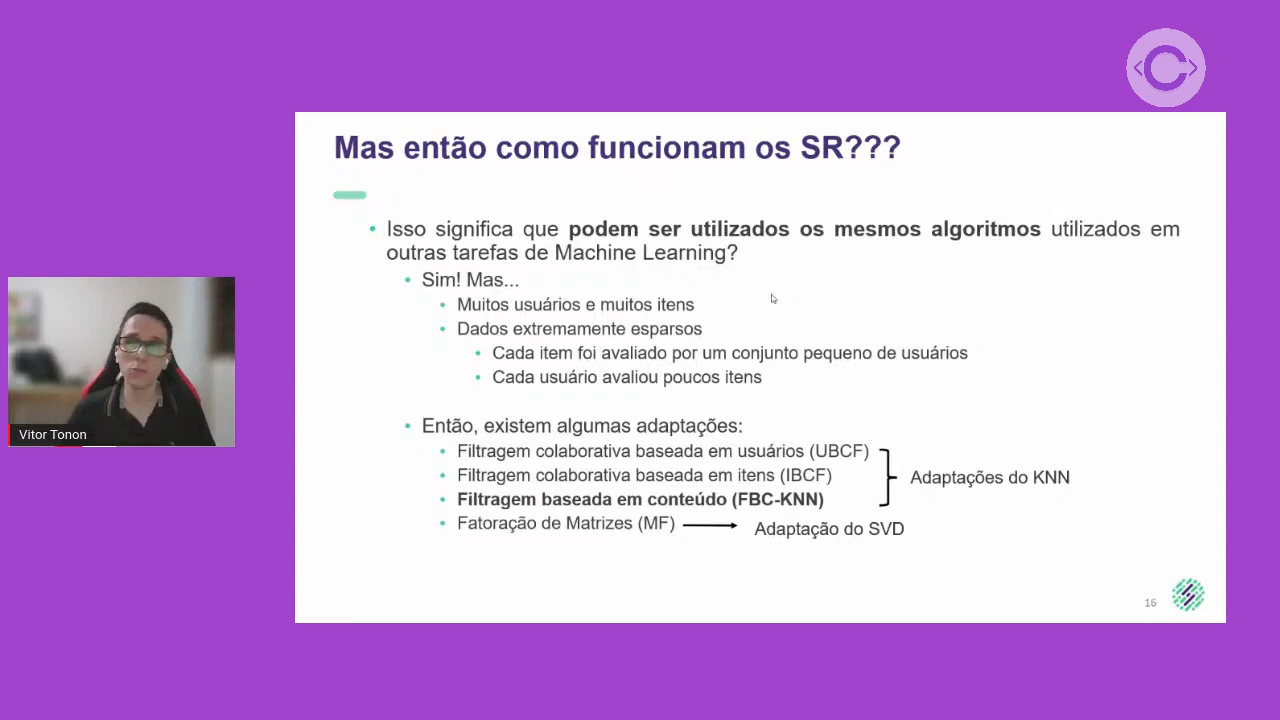 Mas então como funcionam os SR???
Isso significa que podem ser utilizados os mesmos algoritmos utilizados em
outras tarefas de Machine Learning?
Sim! Mas...
Muitos usuários e muitos itens
Dados extremamente esparsos
Cada item foi avaliado por um conjunto pequeno de usuários
Cada usuário avaliou poucos itens
Então, existem algumas adaptações:
Filtragem colaborativa baseada em usuários (UBCF)
Filtragem colaborativa baseada em itens (IBCF)
Filtragem baseada em conteúdo (FBC-KNN)
Fatoração de Matrizes (MF)
Adaptações do KNN
Adaptação do SVD
16
Vitor Tonon